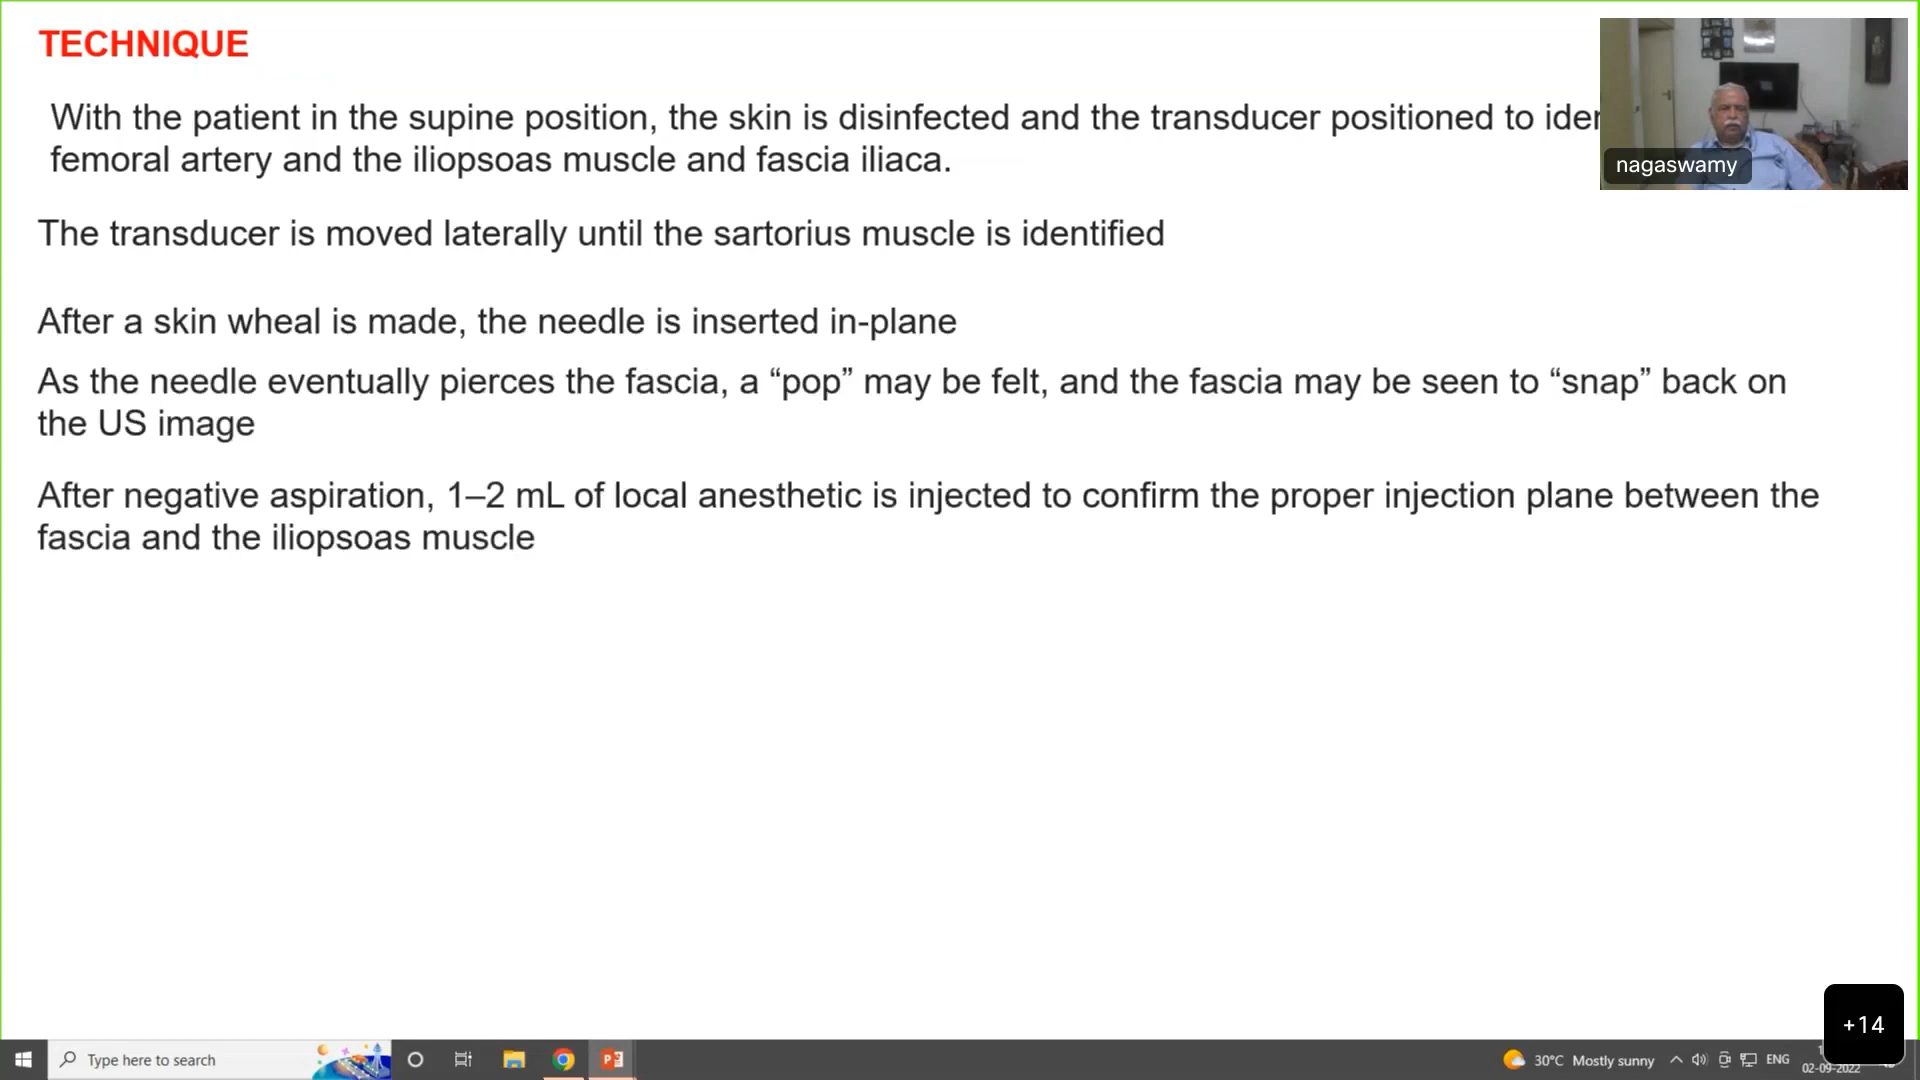 TECHNIQUE
With the patient in the supine position, the skin is disinfected and the transducer positioned to
femoral artery and the iliopsoas muscle and fascia iliaca.
nagaswamy
The transducer is moved laterally until the sartorius muscle is identified
After a skin wheal is made, the needle is inserted in-plane
As the needle eventually pierces the fascia, a “pop” may be felt, and the fascia may be seen to “snap” back on
the US image
After negative aspiration, 1–2 mL of local anesthetic is injected to confirm the proper injection plane between the
fascia and the iliopsoas muscle
+14
Type here to search
30°C Mostly sunny
ENG
02-09-2022